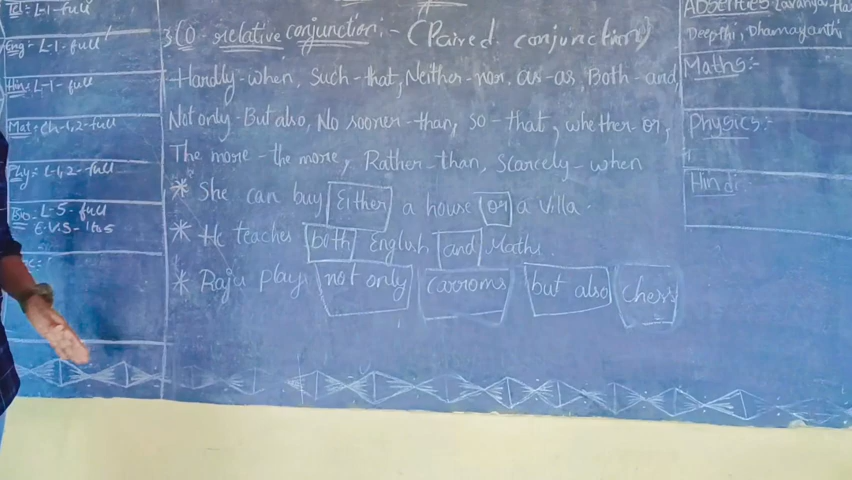 Tel: L-1-full
Eng:- L-1-full
Hin:- L-1-full
Mat:- Ch-1,2-full
Phy:- L-1,2-full
Bio:- L-5-full
= E.V.S- 1to5
3) Co-relative conjunction:- (Paired conjunction)
Hardly-when, Such-that, Neither-nor, as-as, Both-and,
Not only-But also, No sooner-than, so-that, whether-or,
The more-the more, Rather-than, Scarcely-when
* She can buy Either a house or a villa.
* He teaches both English and Maths.
* Raju plays not only carroms but also chess
Absenties Lavanya
Deepthi, Dhamayanthi
Maths:-
Physics:-
Hindi: